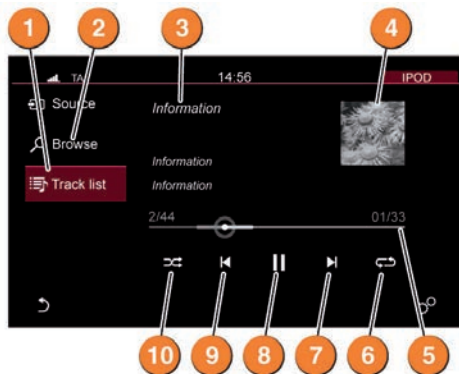 1 2 3 4
TA 14:56 IPOD
Source
Information
Browse
Information
Track list
Information
2/44 01/33
10 9 8 7 6 5